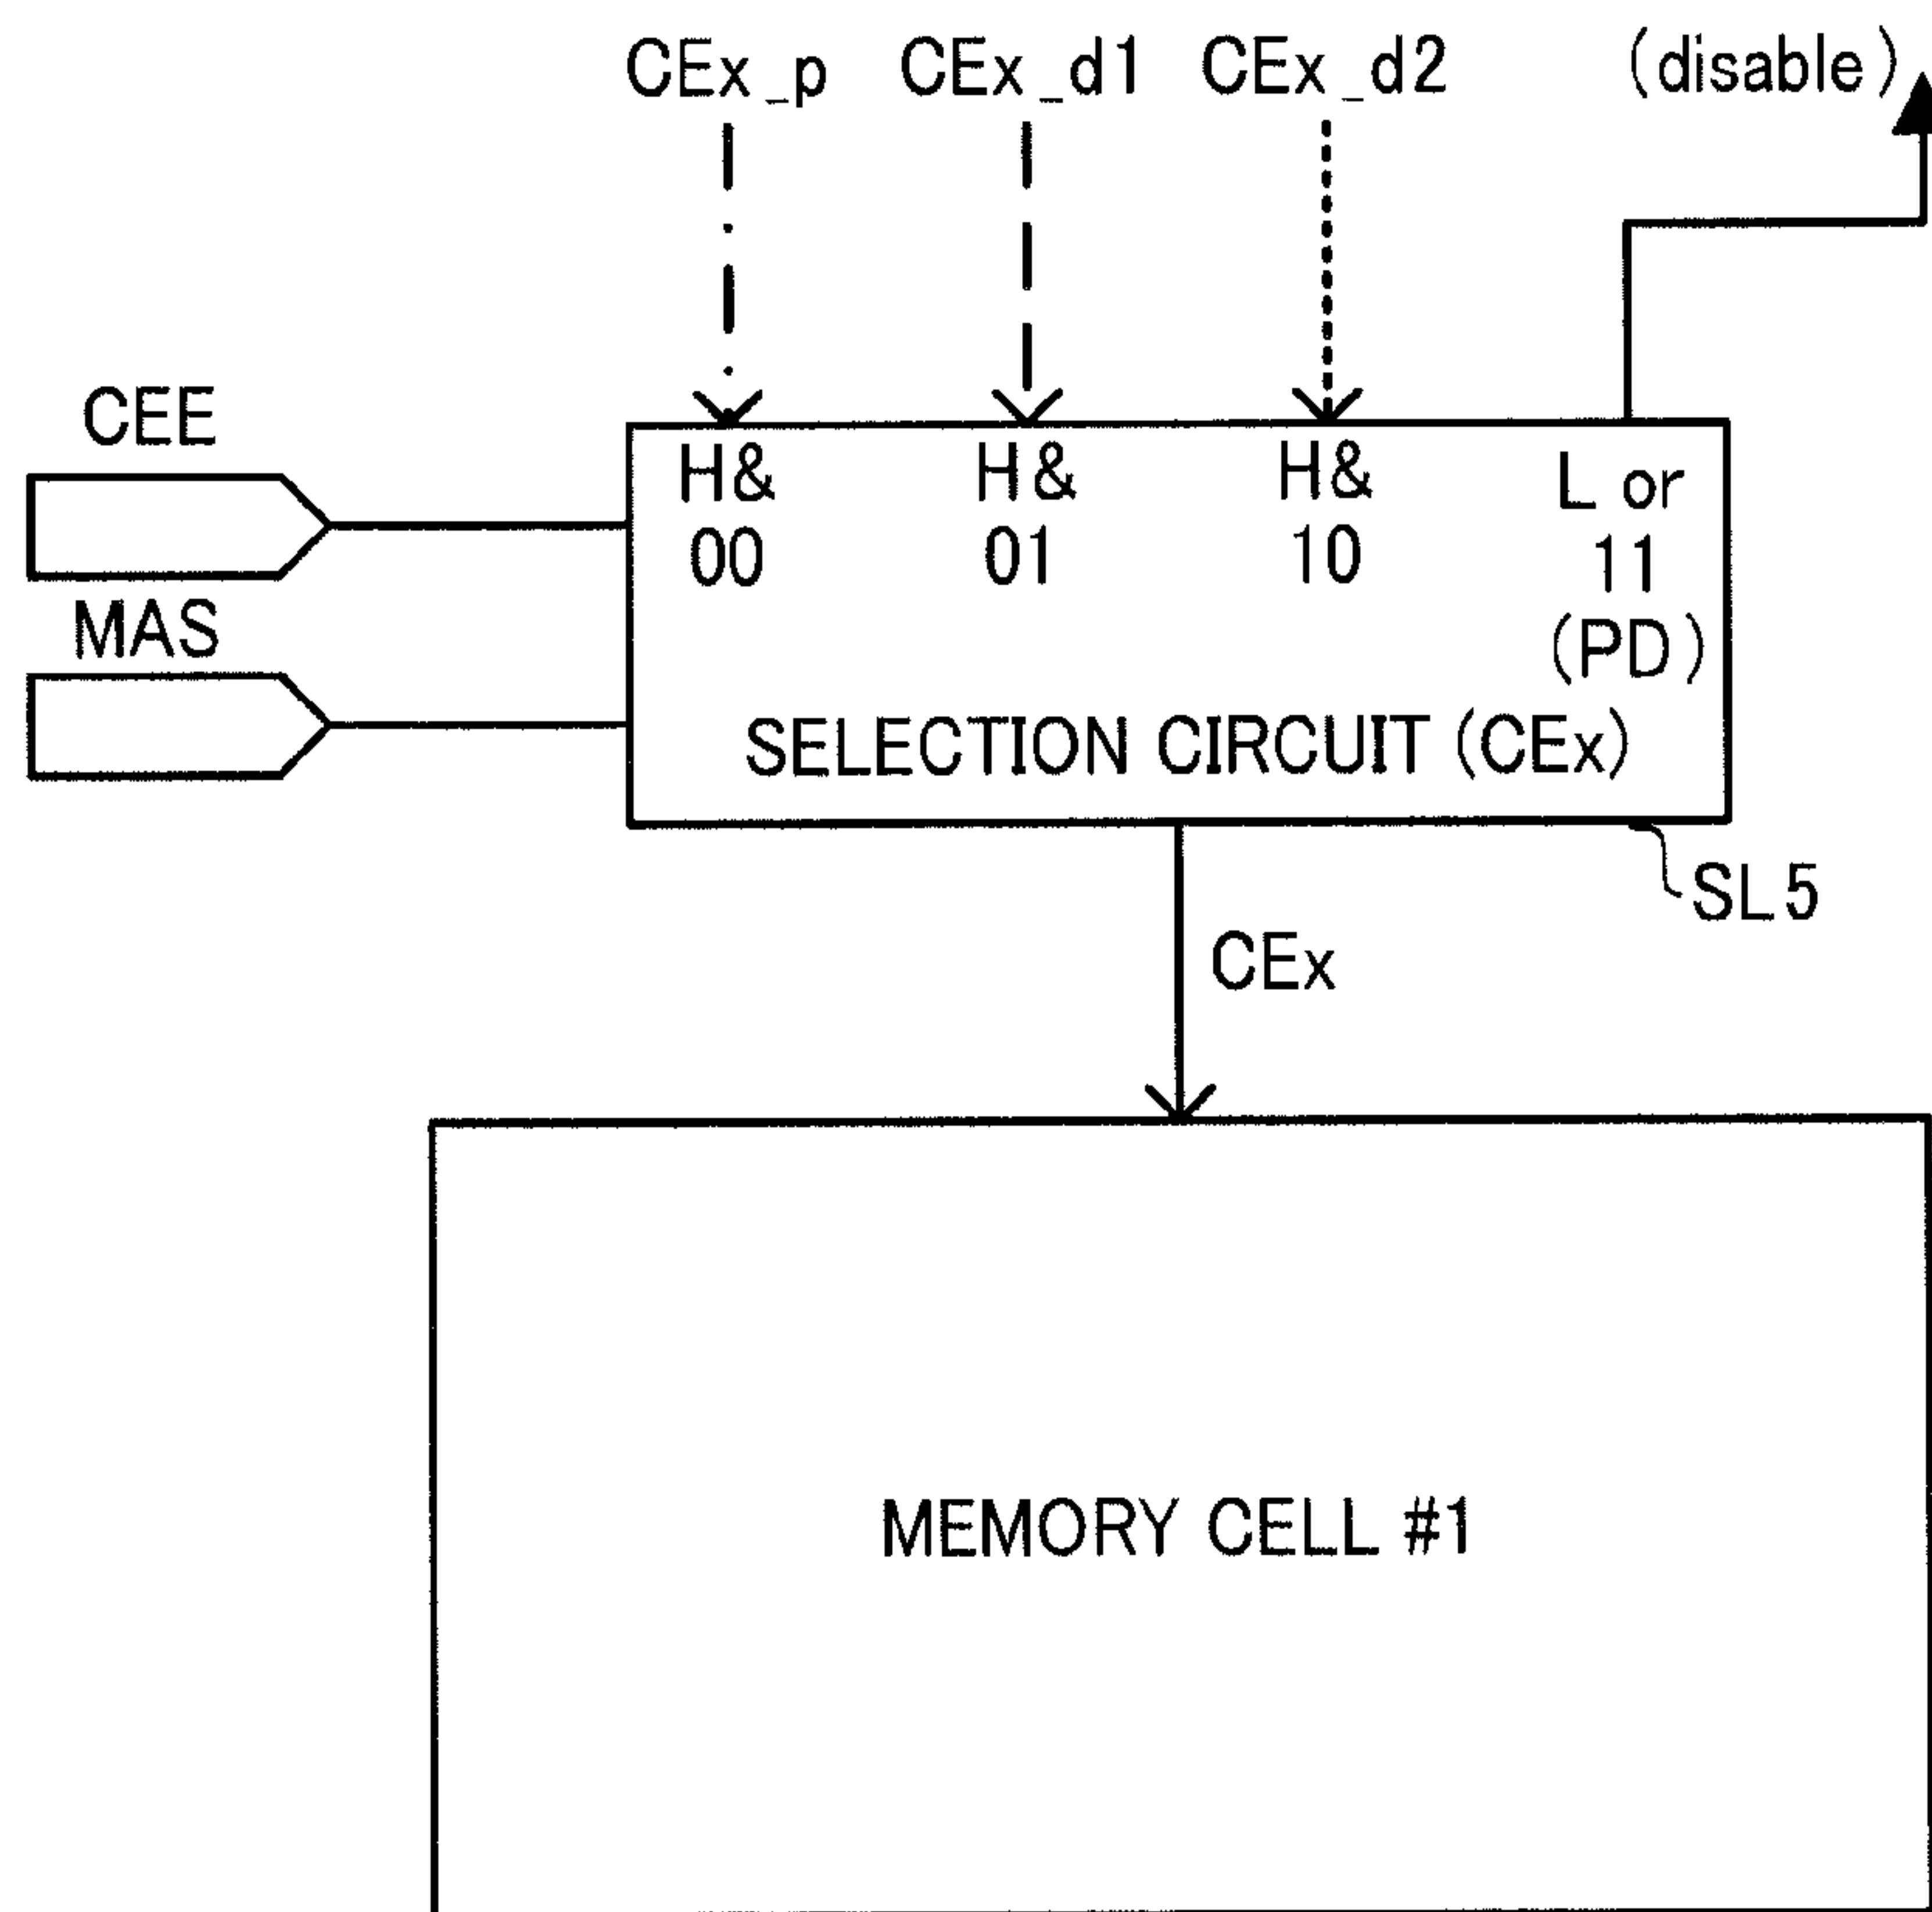 CEx_p CEx_d1 CEx_d2 (disable)
CEE
H& H& H& L or
00 01 10 11
MAS
(PD)
SELECTION CIRCUIT (CEx)
SL5
CEx
MEMORY CELL #1